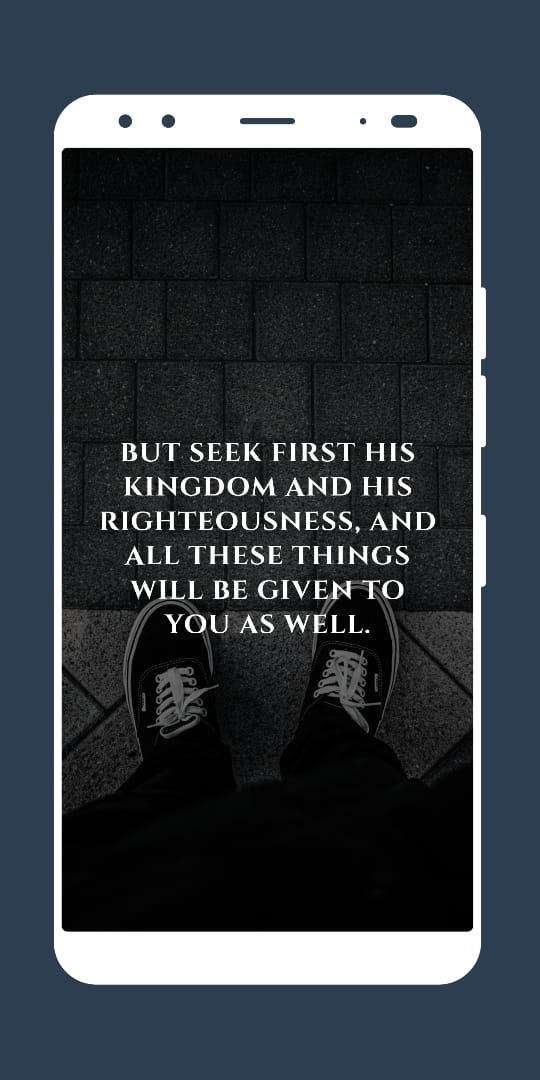 BUT SEEK FIRST HIS
KINGDOM AND HIS
RIGHTEOUSNESS, AND
ALL THESE THINGS
WILL BE GIVEN TO
YOU AS WELL.